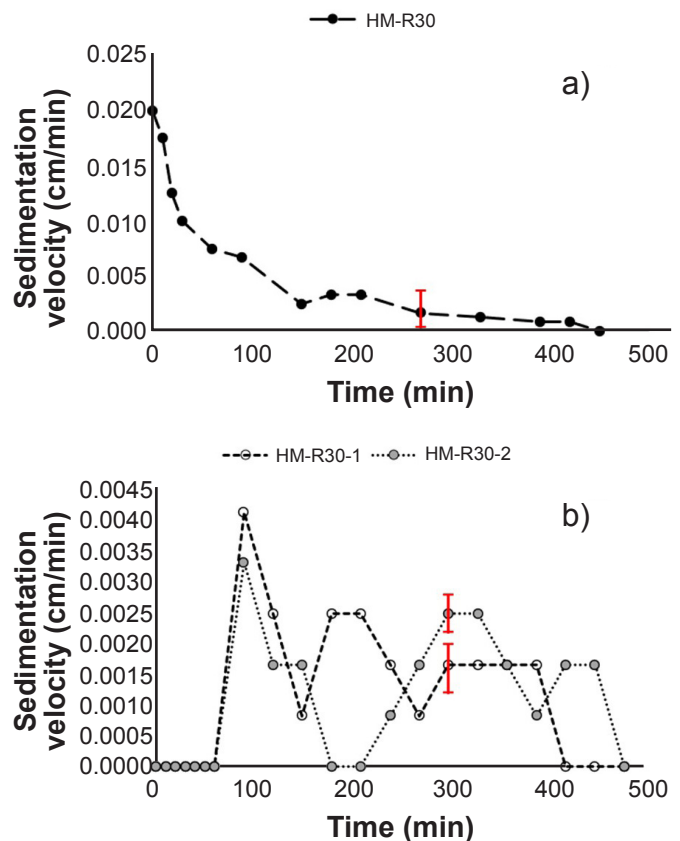 HM-R30
a)
Sedimentation
velocity (cm/min)
0.025
0.020
0.015
0.010
0.005
0.000
0 100 200 300 400 500
Time (min)
HM-R30-1 HM-R30-2
b)
Sedimentation
velocity (cm/min)
0.0045
0.0040
0.0035
0.0030
0.0025
0.0020
0.0015
0.0010
0.0005
0.0000
0 100 200 300 400 500
Time (min)